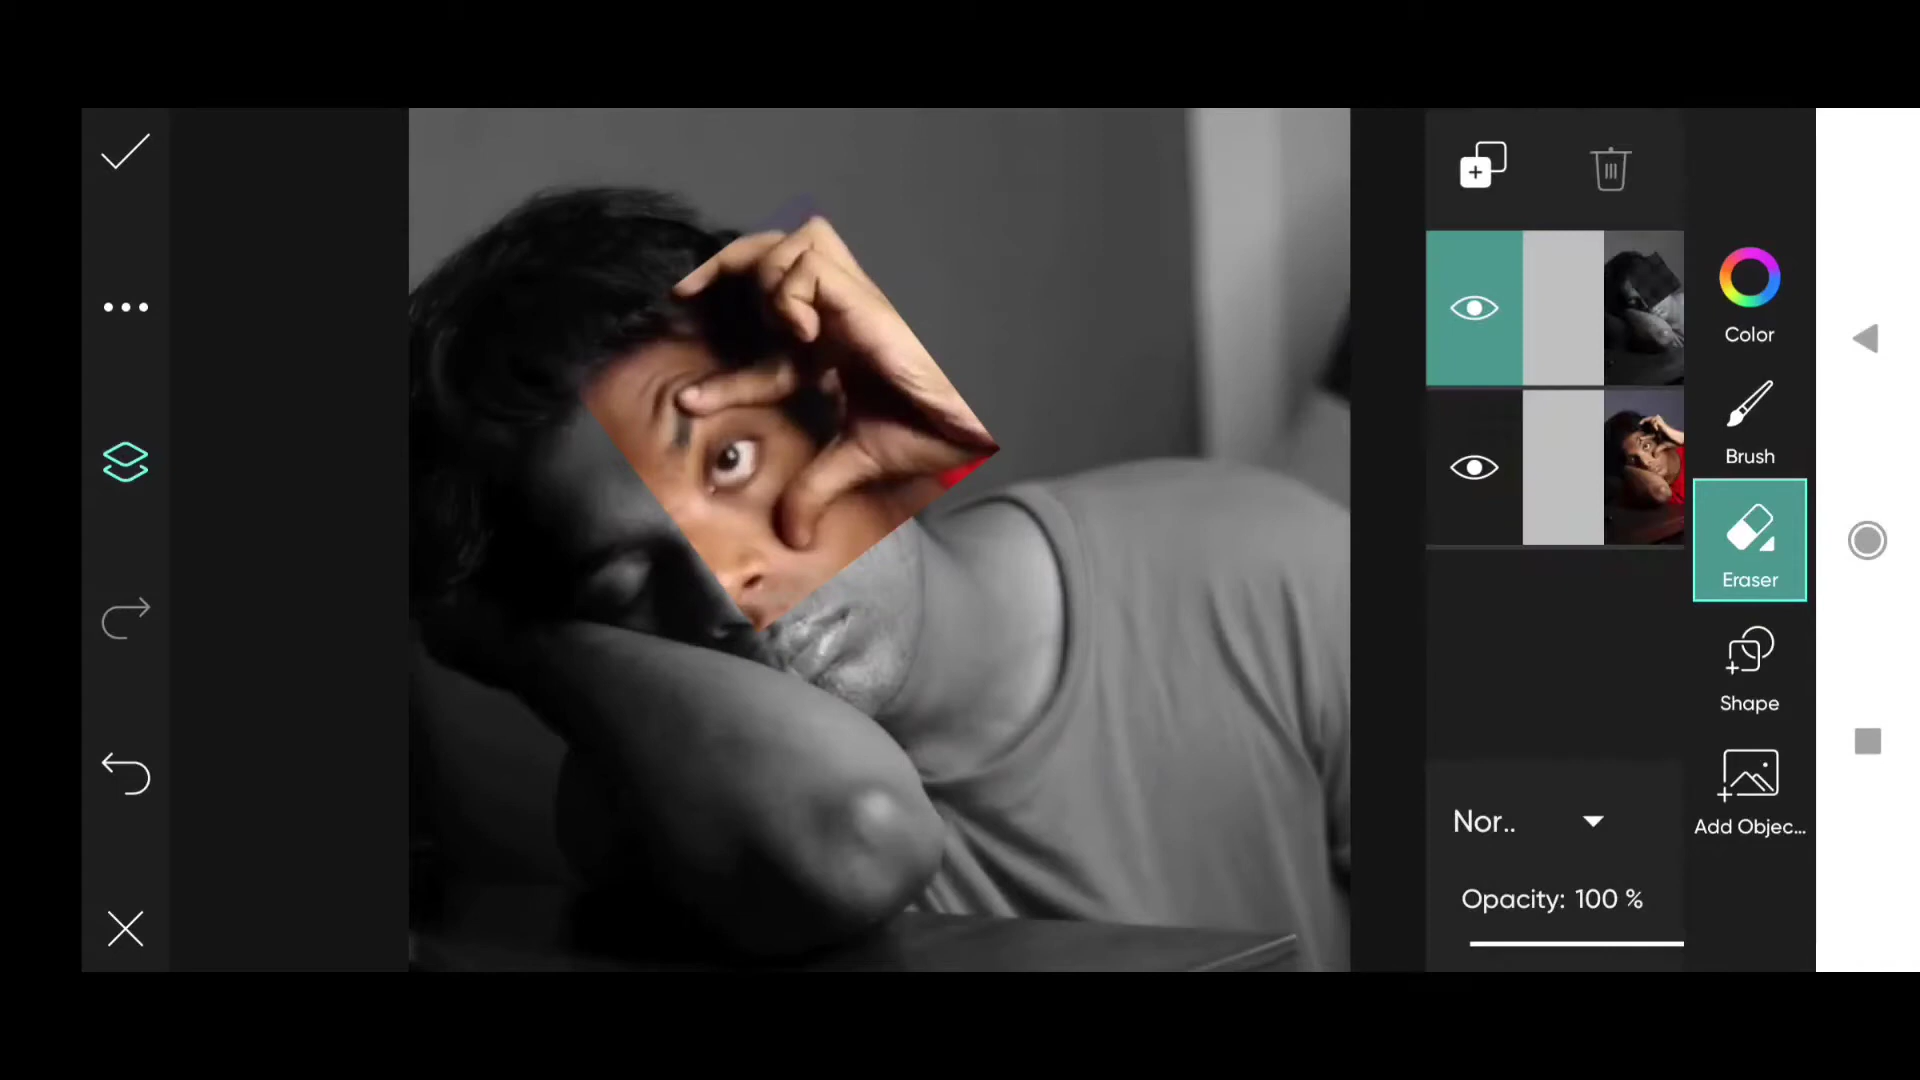 Color
Brush
Eraser
Shape
Add Objec...
Nor..
Opacity: 100 %